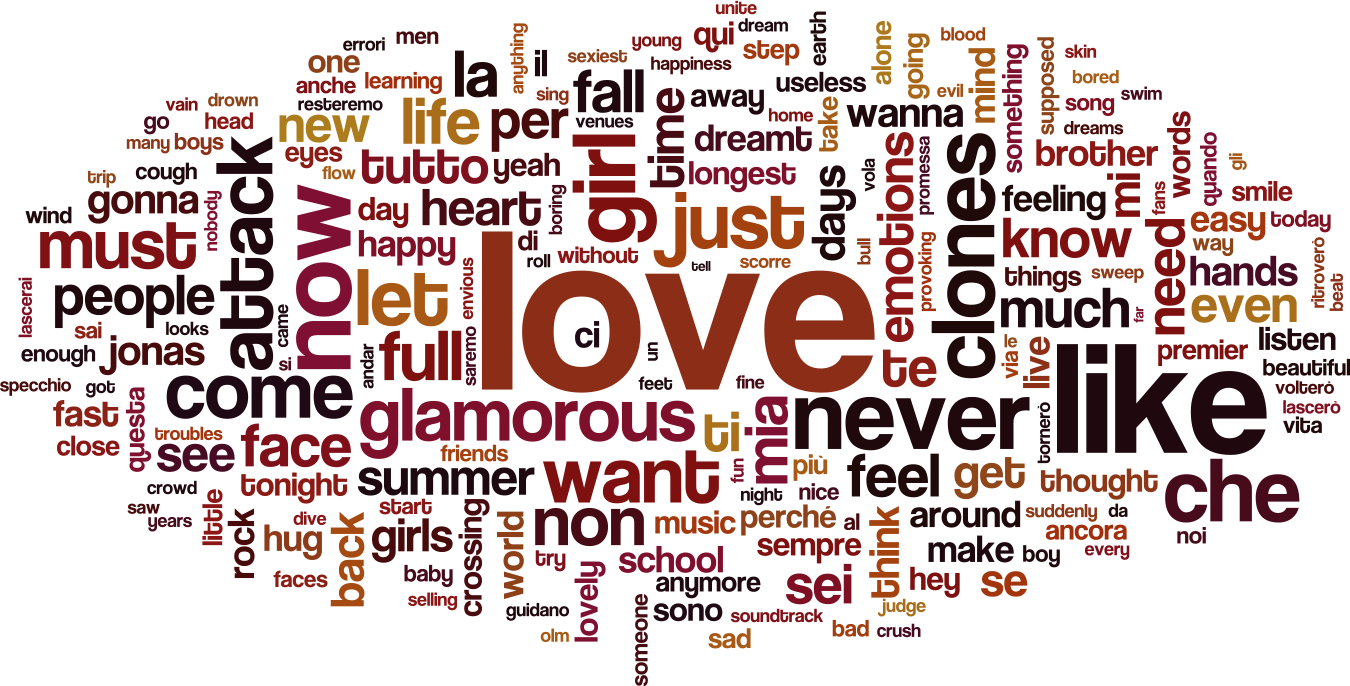 unite
errori
men
anything
young
qui
dream
earth
alone
going
blood
one
la
il
sexiest
happiness
step
mind
something
supposed
skin
anche
learning
sing
fall
time
away
useless
evil
bored
vain
drown
resteremo
venues
home
take
wanna
song
swim
go
head
new
life
per
girl
dreamt
emotions
clones
dreams
words
many
boys
attack
eyes
tutto
yeah
longest
vola
promessa
brother
quando
gli
cough
flow
trip
gonna
nobody
now
day
heart
boring
just
days
feeling
mi
fans
smile
wind
must
happy
di
roll
without
tell
scorre
bull
provoking
know
need
easy
today
way
lascerai
people
came
let
envious
love
things
sweep
hands
ritroverò
beat
sai
looks
saremo
ci
much
far
even
enough
jonas
si.
andar
full
un
te
via
re
live
premier
listen
specchio
got
come
feet
fine
like
beautiful
volterò
fast
questa
glamorous
ti
mia
never
tornerò
lascerò
vita
close
troubles
see
face
friends
fun
più
feel
get
thought
che
crowd
tonight
summer
want
night
nice
saw
years
little
rock
dive
start
crossing
world
non
music
perché
al
think
around
suddenly
da
ancora
noi
hug
back
girls
try
school
sempre
make
boy
every
faces
baby
lovely
anymore
sei
hey
se
selling
guidano
someone
sono
soundtrack
judge
olm
sad
bad
crush